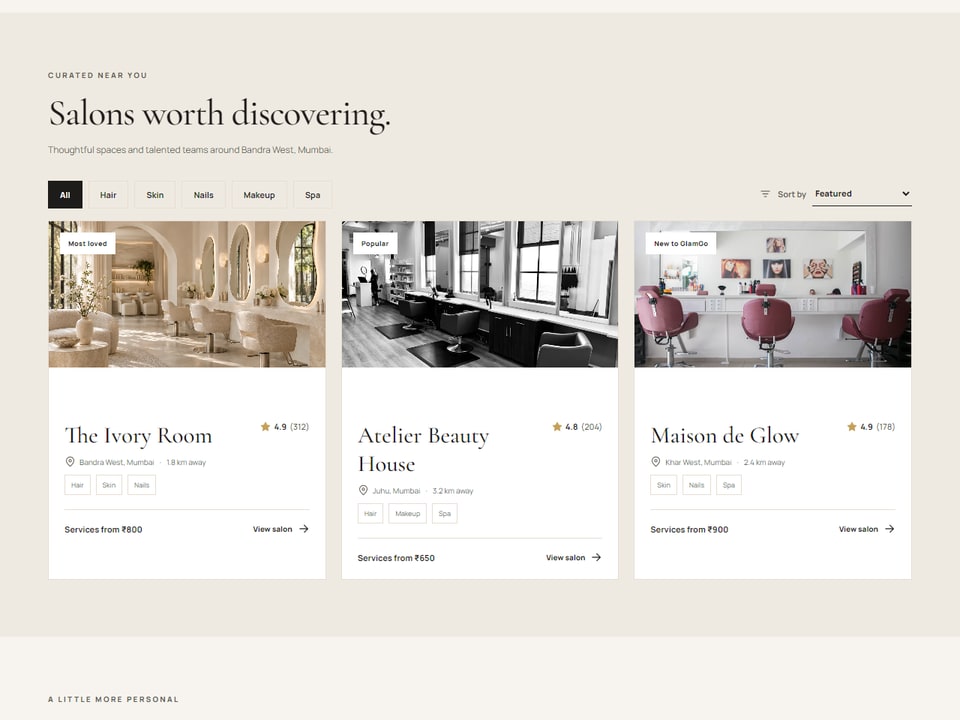 CURATED NEAR YOU
Salons worth discovering.
Thoughtful spaces and talented teams around Bandra West, Mumbai.
All Hair Skin Nails Makeup Spa Sort by Featured
Most loved
The Ivory Room 4.9 (312)
Bandra West, Mumbai · 1.8 km away
Hair Skin Nails
Services from ₹800 View salon
Popular
Atelier Beauty
House 4.8 (204)
Juhu, Mumbai · 3.2 km away
Hair Makeup Spa
Services from ₹650 View salon
New to GlamGo
Maison de Glow 4.9 (178)
Khar West, Mumbai · 2.4 km away
Skin Nails Spa
Services from ₹900 View salon
A LITTLE MORE PERSONAL